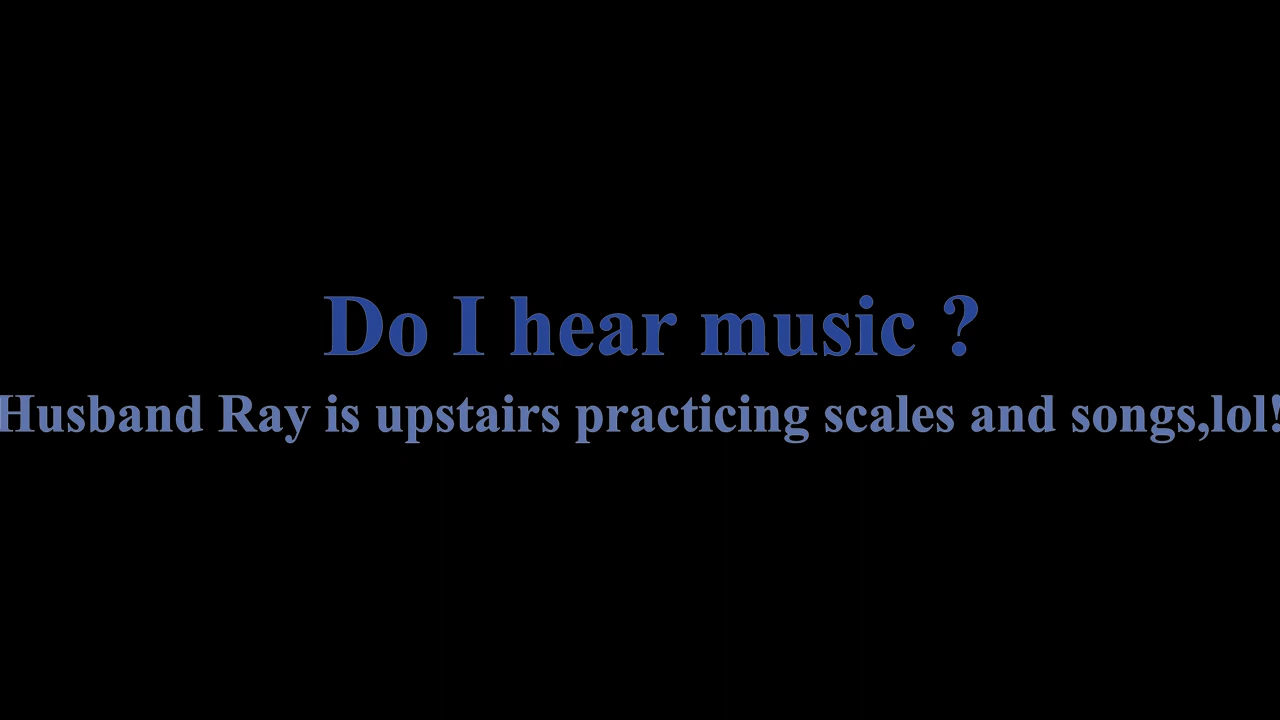 Do I hear music ?
Husband Ray is upstairs practicing scales and songs,lol!